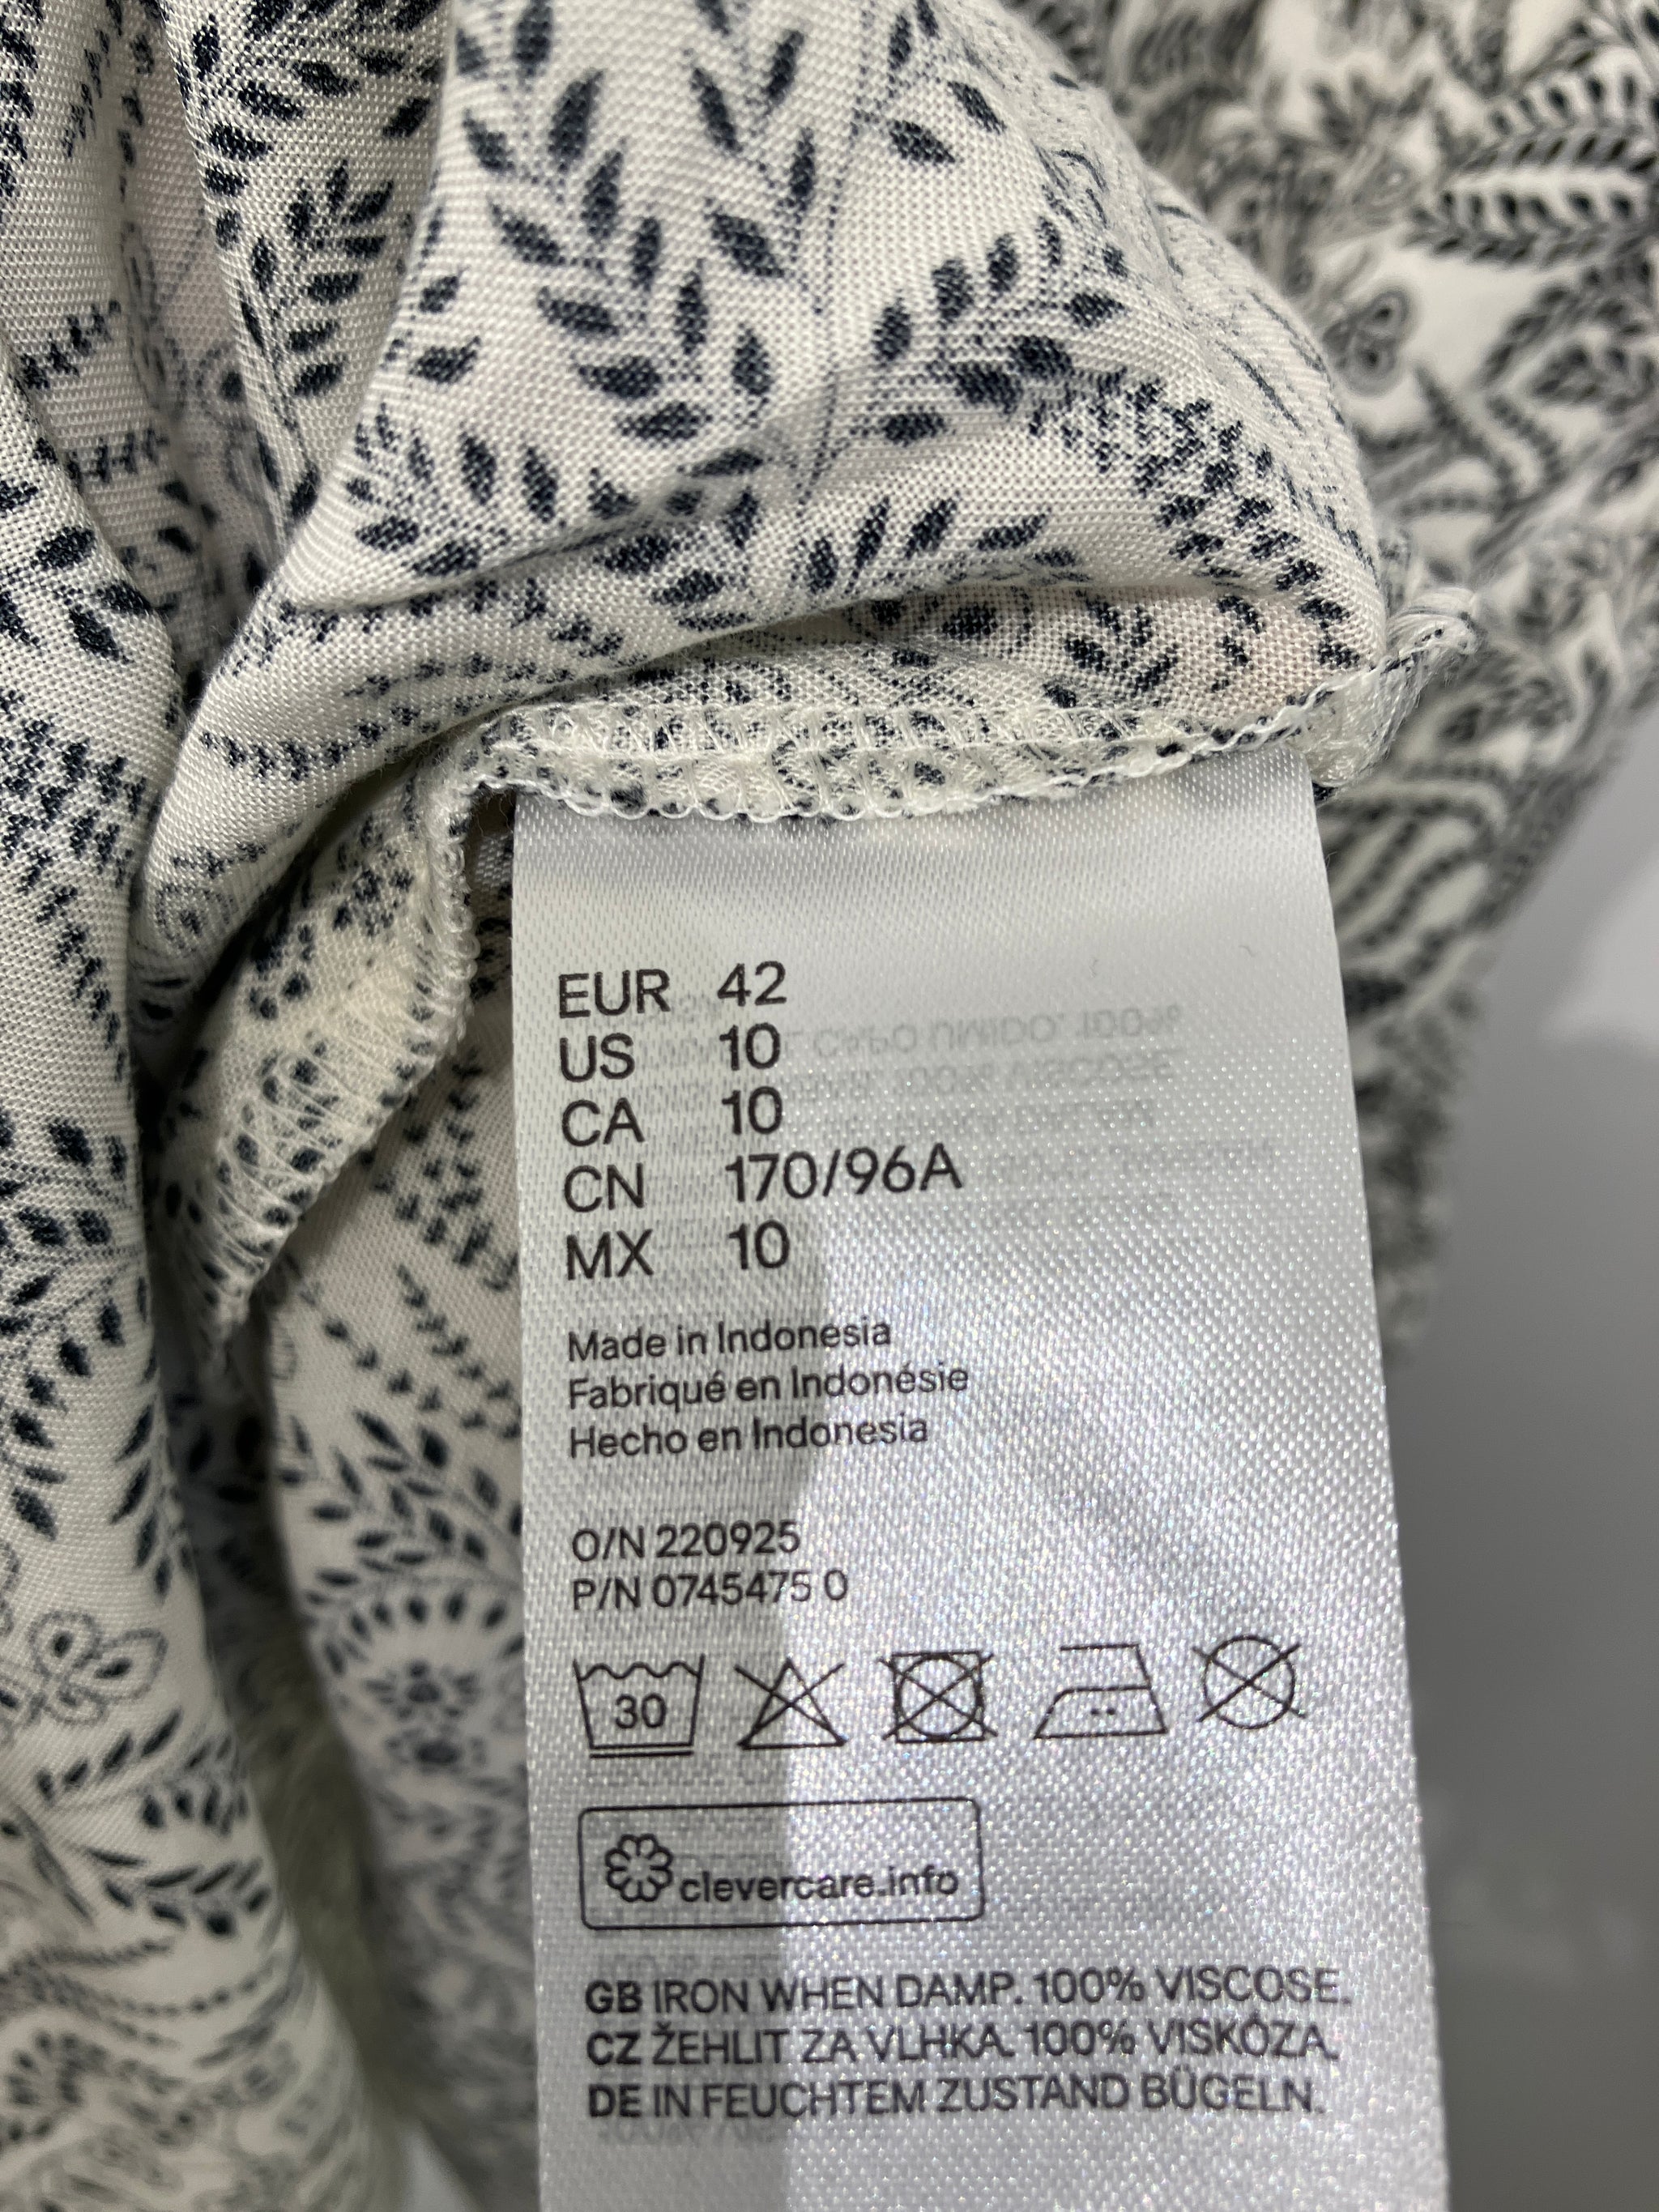 EUR 42
US 10
CA 10
CN 170/96A
MX 10
Made in Indonesia
Fabriqué en Indonésie
Hecho en Indonesia
O/N 220925
P/N 0745475 0
30
clevercare.info
GB IRON WHEN DAMP. 100% VISCOSE.
CZ ŽEHLIT ZA VLHKA. 100% VISKÓZA.
DE IN FEUCHTEM ZUSTAND BÜGELN.